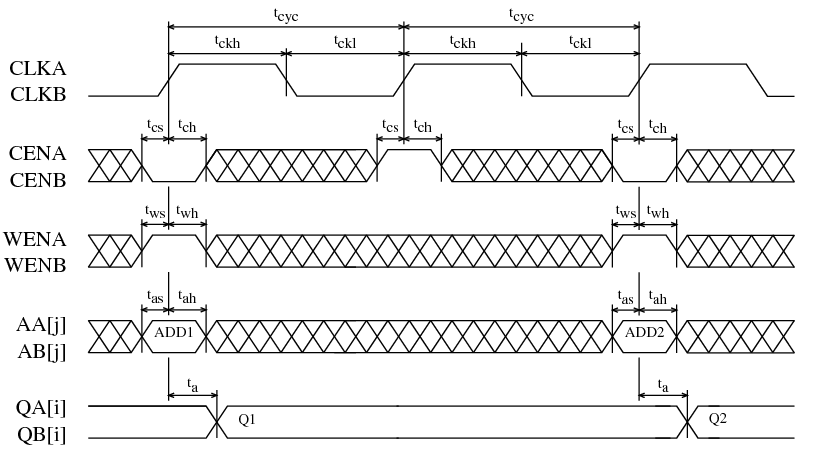 tcyc tcyc
tckh tckl tckh tckl
CLKA
CLKB
tcs tch tcs tch tcs tch
CENA
CENB
tws twh tws twh
WENA
WENB
tas tah tas tah
AA[j] ADD1 ADD2
AB[j]
ta ta
QA[i] Q1 Q2
QB[i]